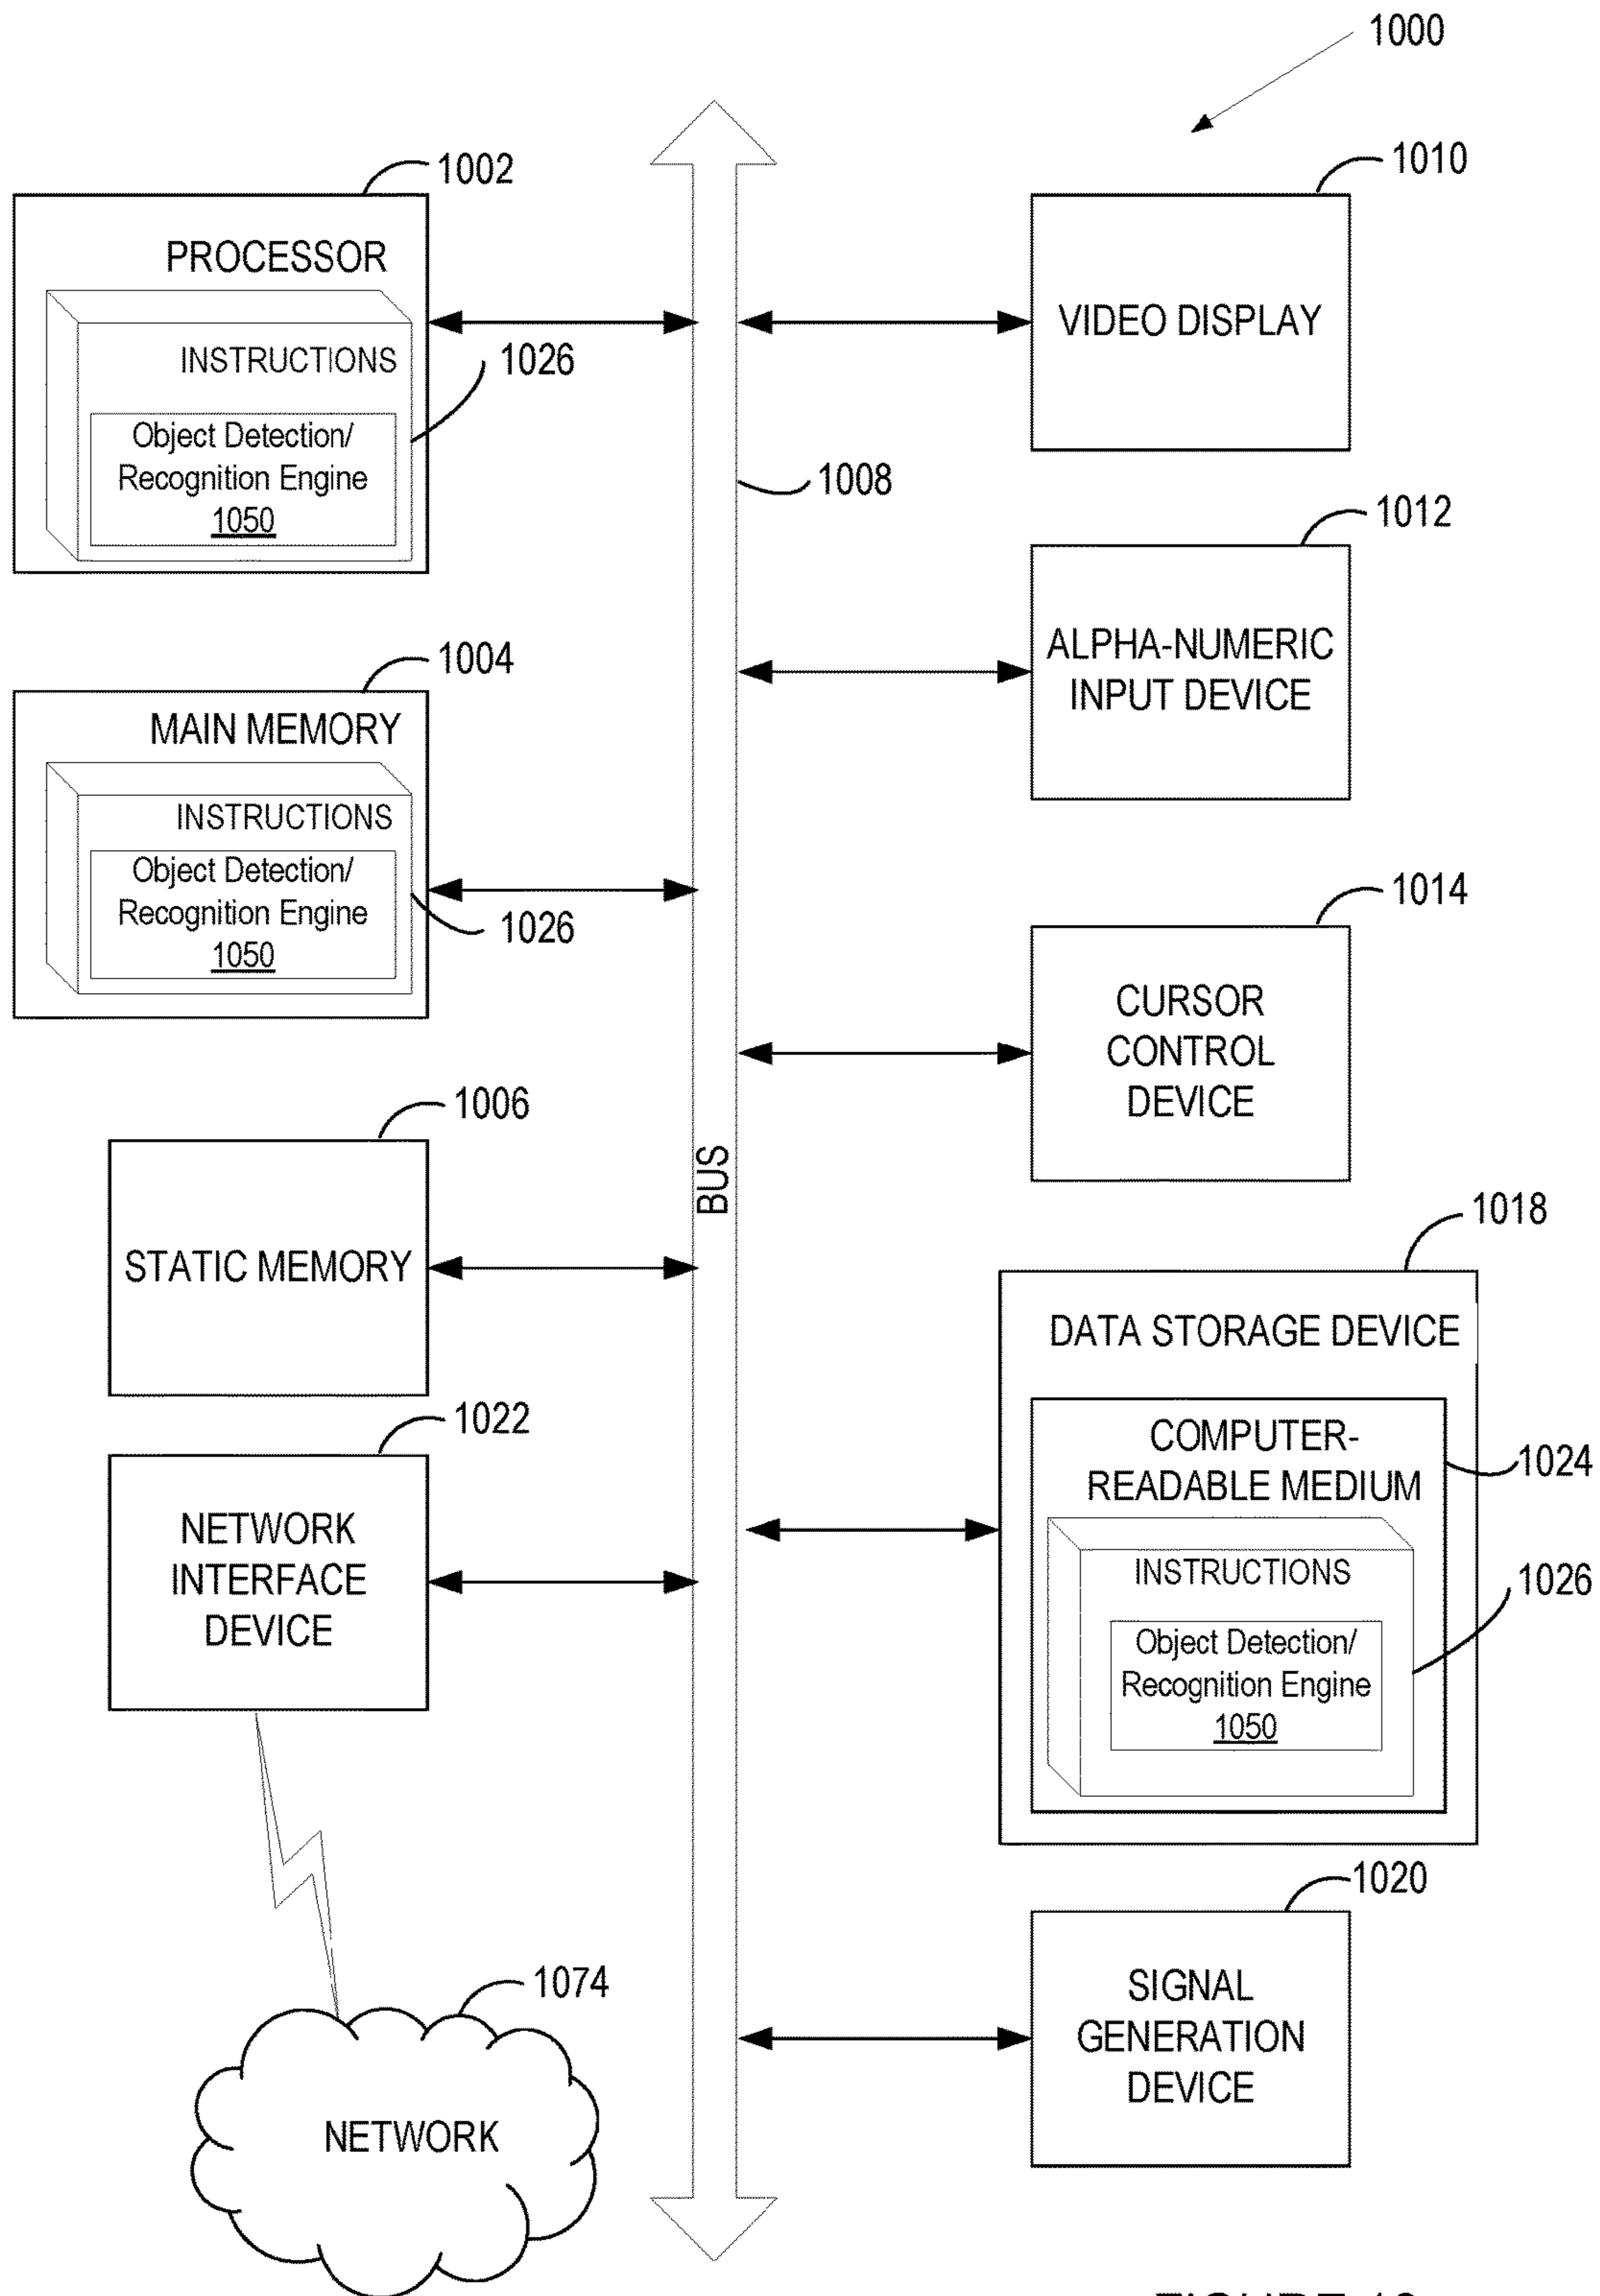 1000
1002
PROCESSOR
INSTRUCTIONS
1026
Object Detection/
Recognition Engine
1050
1004
MAIN MEMORY
INSTRUCTIONS
Object Detection/
Recognition Engine
1050
1026
1006
STATIC MEMORY
1022
NETWORK
INTERFACE
DEVICE
1074
NETWORK
1008
BUS
1010
VIDEO DISPLAY
1012
ALPHA-NUMERIC
INPUT DEVICE
1014
CURSOR
CONTROL
DEVICE
1018
DATA STORAGE DEVICE
COMPUTER-
READABLE MEDIUM
1024
INSTRUCTIONS
1026
Object Detection/
Recognition Engine
1050
1020
SIGNAL
GENERATION
DEVICE